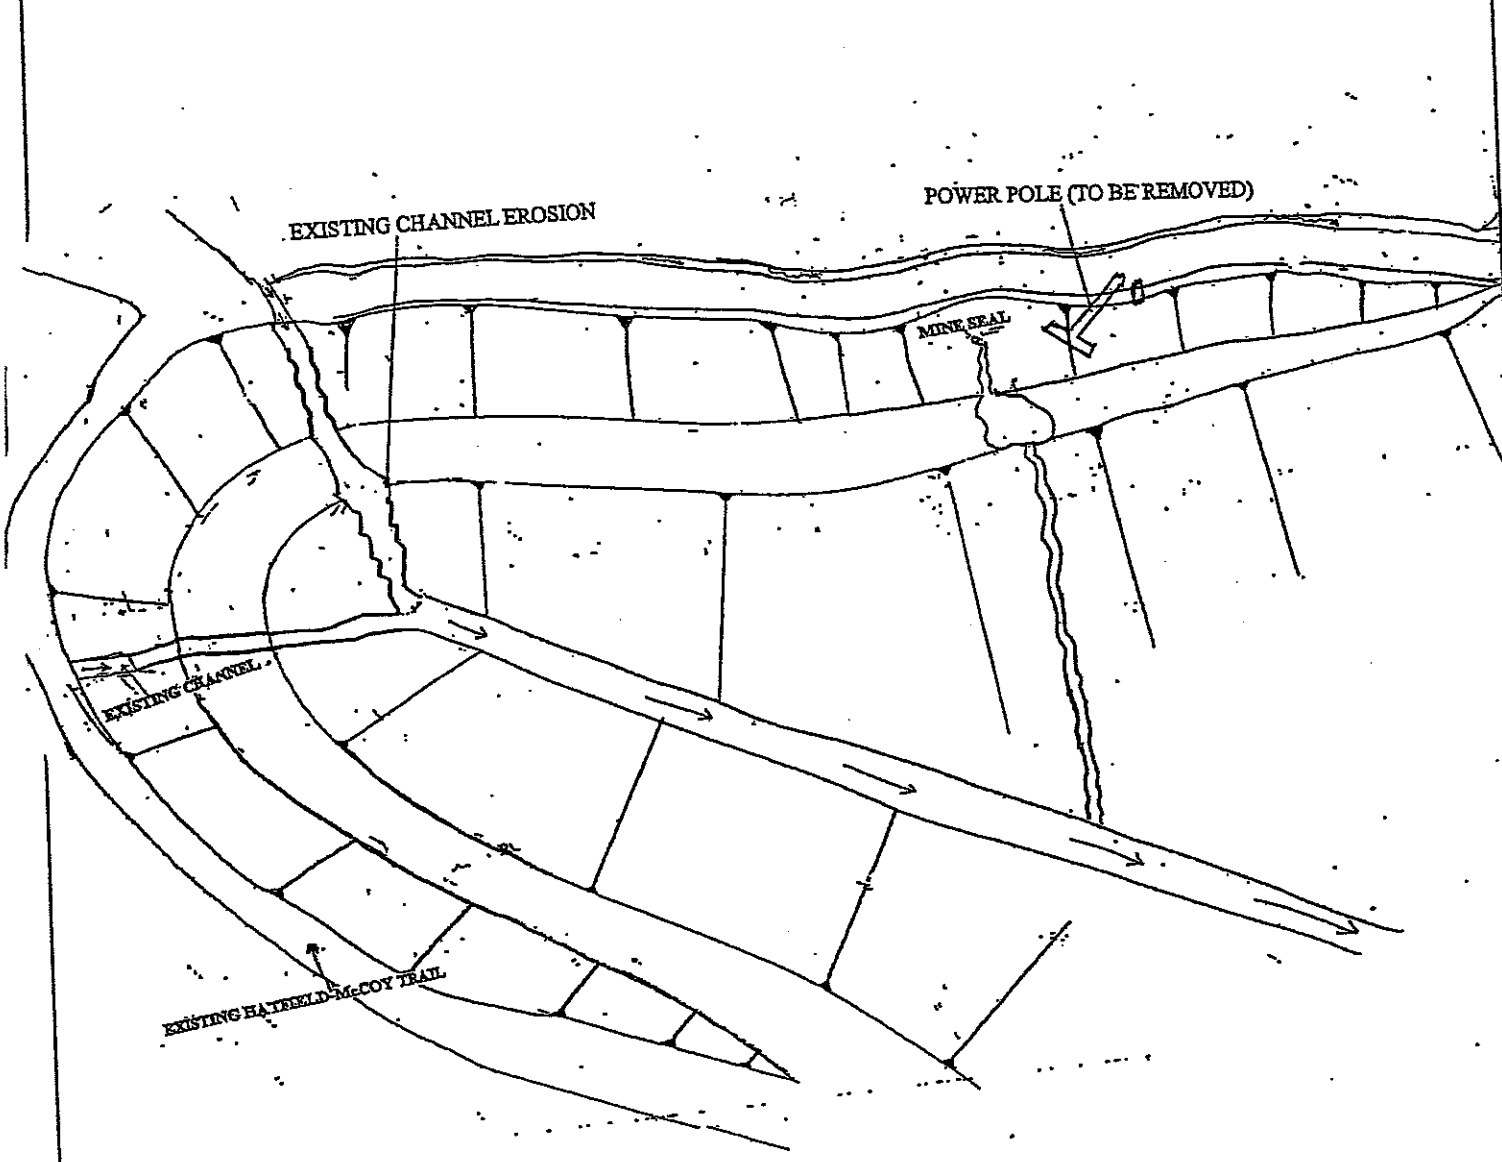 POWER POLE (TO BE REMOVED)
EXISTING CHANNEL EROSION
MINE SEAL
EXISTING CHANNEL
EXISTING HATFIELD-McCOY TRAIL